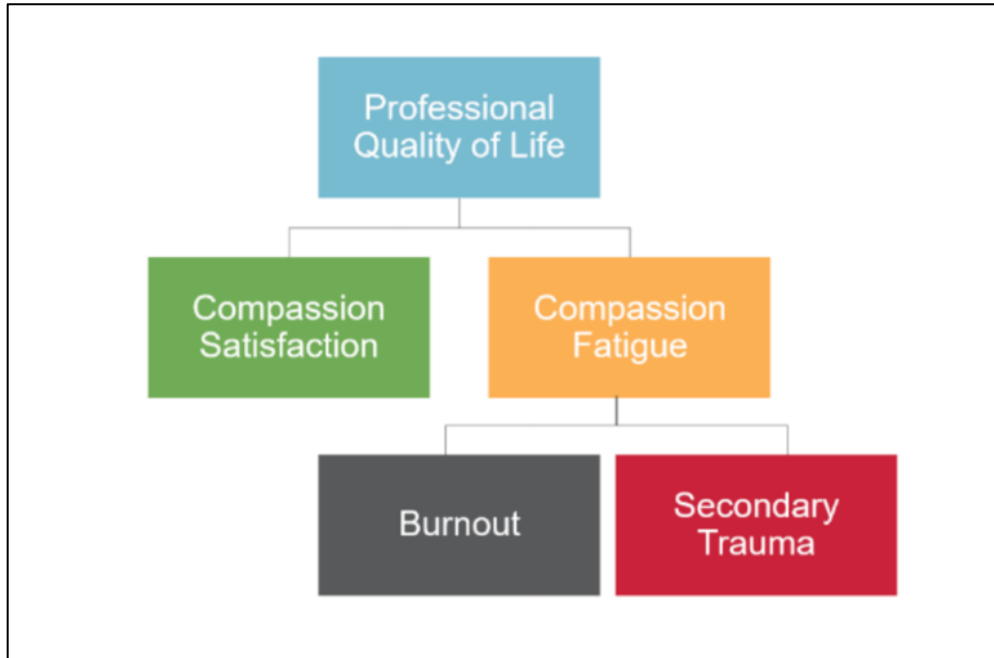 Professional
Quality of Life
Compassion
Satisfaction
Compassion
Fatigue
Burnout
Secondary
Trauma